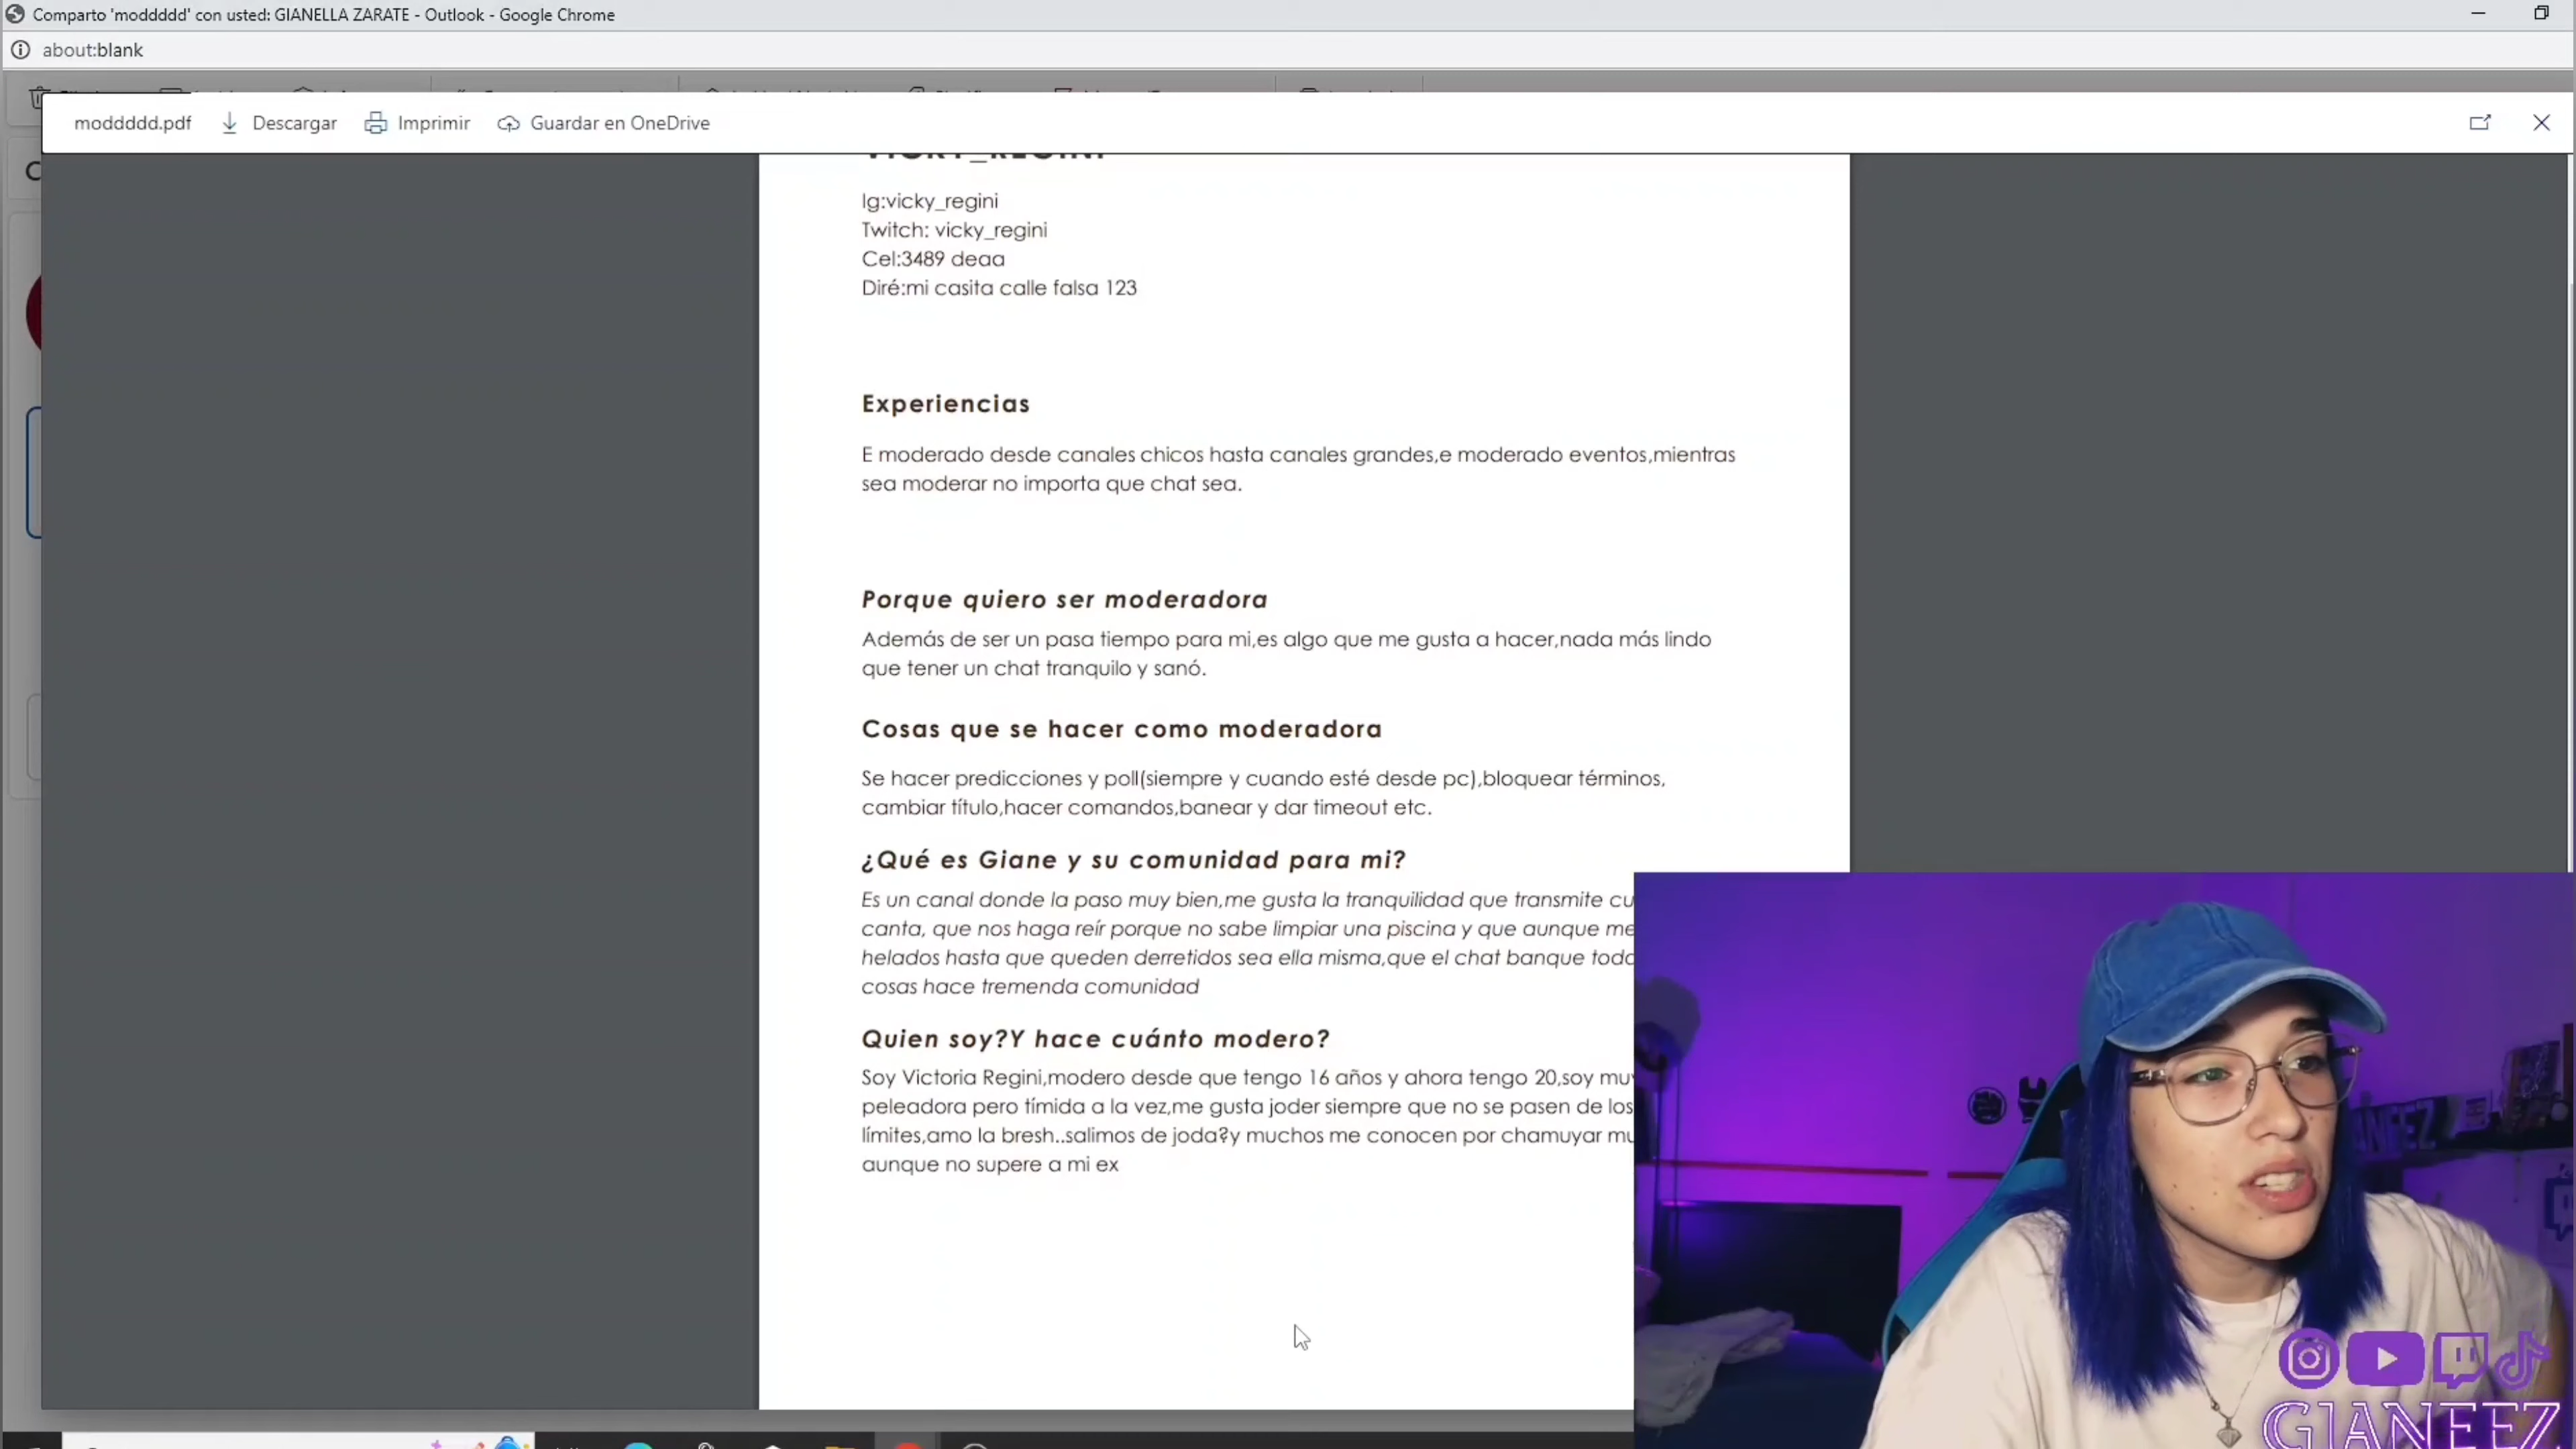 Comparto 'moddddd' con usted: GIANELLA ZARATE - Outlook - Google Chrome
about:blank
moddddd.pdf Descargar Imprimir Guardar en OneDrive
VICKY_REGINI
Ig:vicky_regini
Twitch: vicky_regini
Cel:3489 deaa
Diré:mi casita calle falsa 123
Experiencias
E moderado desde canales chicos hasta canales grandes,e moderado eventos,mientras
sea moderar no importa que chat sea.
Porque quiero ser moderadora
Además de ser un pasa tiempo para mi,es algo que me gusta a hacer,nada más lindo
que tener un chat tranquilo y sanó.
Cosas que se hacer como moderadora
Se hacer predicciones y poll(siempre y cuando esté desde pc),bloquear términos,
cambiar título,hacer comandos,banear y dar timeout etc.
¿Qué es Giane y su comunidad para mi?
Es un canal donde la paso muy bien,me gusta la tranquilidad que transmite cu
canta, que nos haga reír porque no sabe limpiar una piscina y que aunque me
helados hasta que queden derretidos sea ella misma,que el chat banque todo
cosas hace tremenda comunidad
Quien soy?Y hace cuánto modero?
Soy Victoria Regini,modero desde que tengo 16 años y ahora tengo 20,soy muy
peleadora pero tímida a la vez,me gusta joder siempre que no se pasen de los
límites,amo la bresh..salimos de joda?y muchos me conocen por chamuyar mu
aunque no supere a mi ex
GIANEEZ